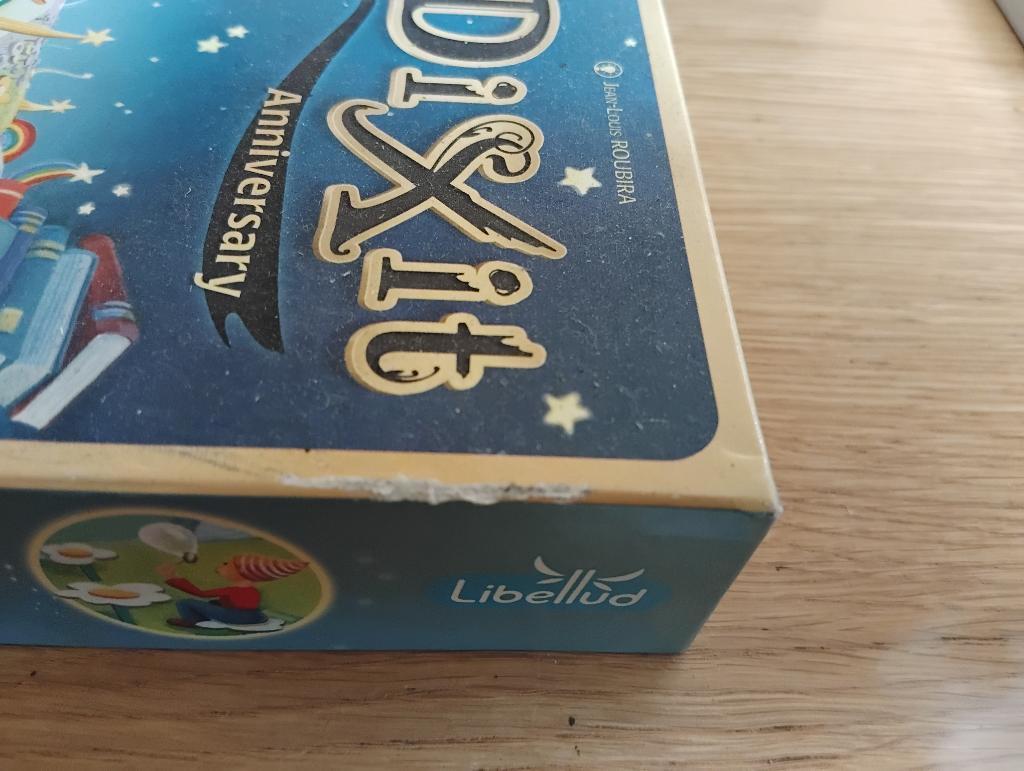 Jean-Louis ROUBIRA
DiXit
Anniversary
Libellud